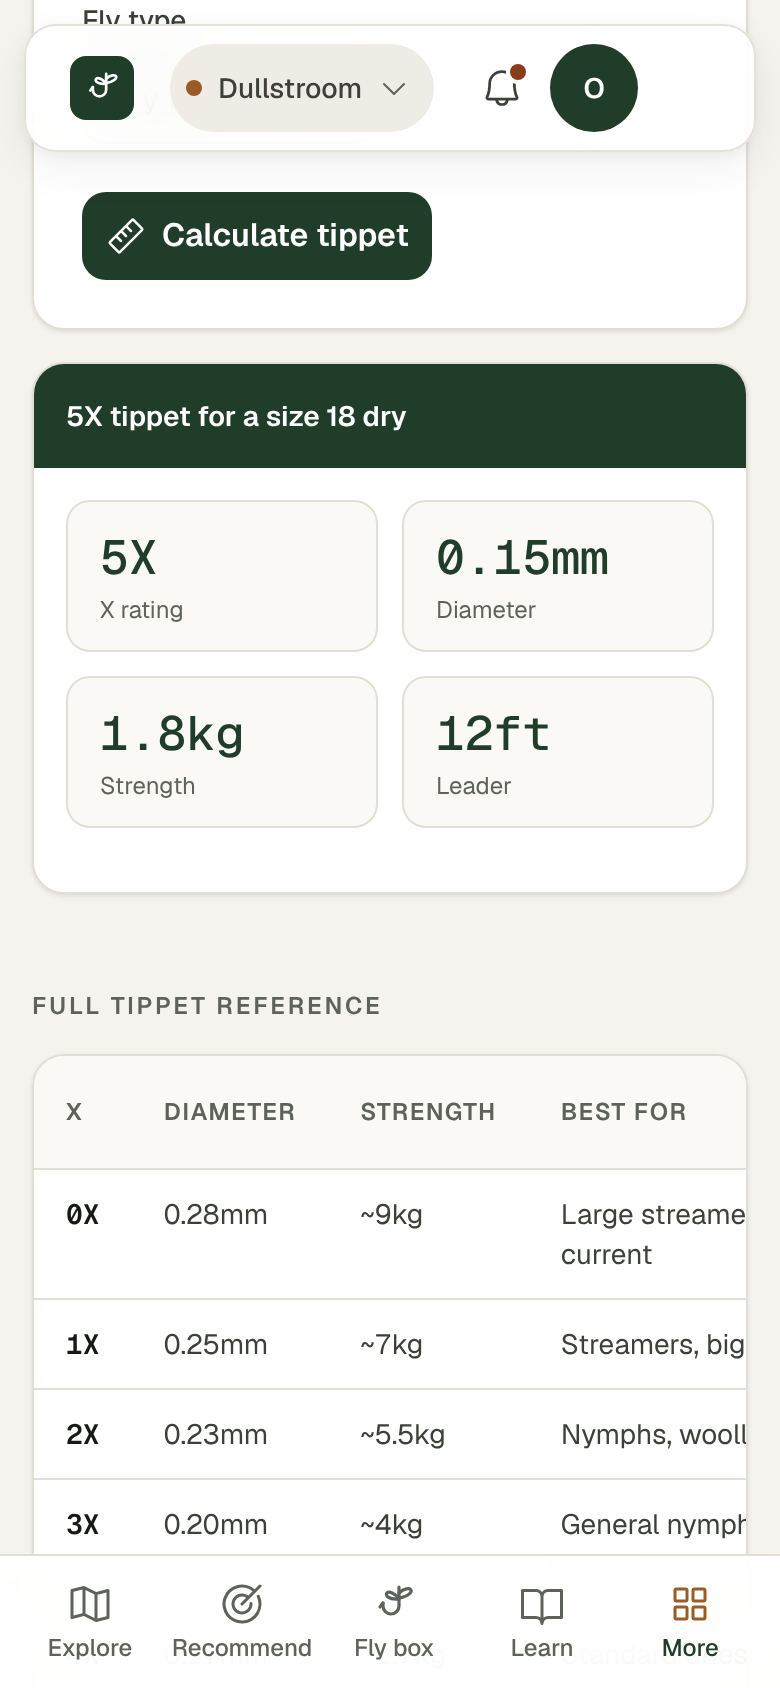 Fly type
Dullstroom
O
Calculate tippet
5X tippet for a size 18 dry
5X
X rating
0.15mm
Diameter
1.8kg
Strength
12ft
Leader
FULL TIPPET REFERENCE
X DIAMETER STRENGTH BEST FOR
0X 0.28mm ~9kg Large streame
current
1X 0.25mm ~7kg Streamers, big
2X 0.23mm ~5.5kg Nymphs, wooll
3X 0.20mm ~4kg General nymph
Explore Recommend Fly box Learn More